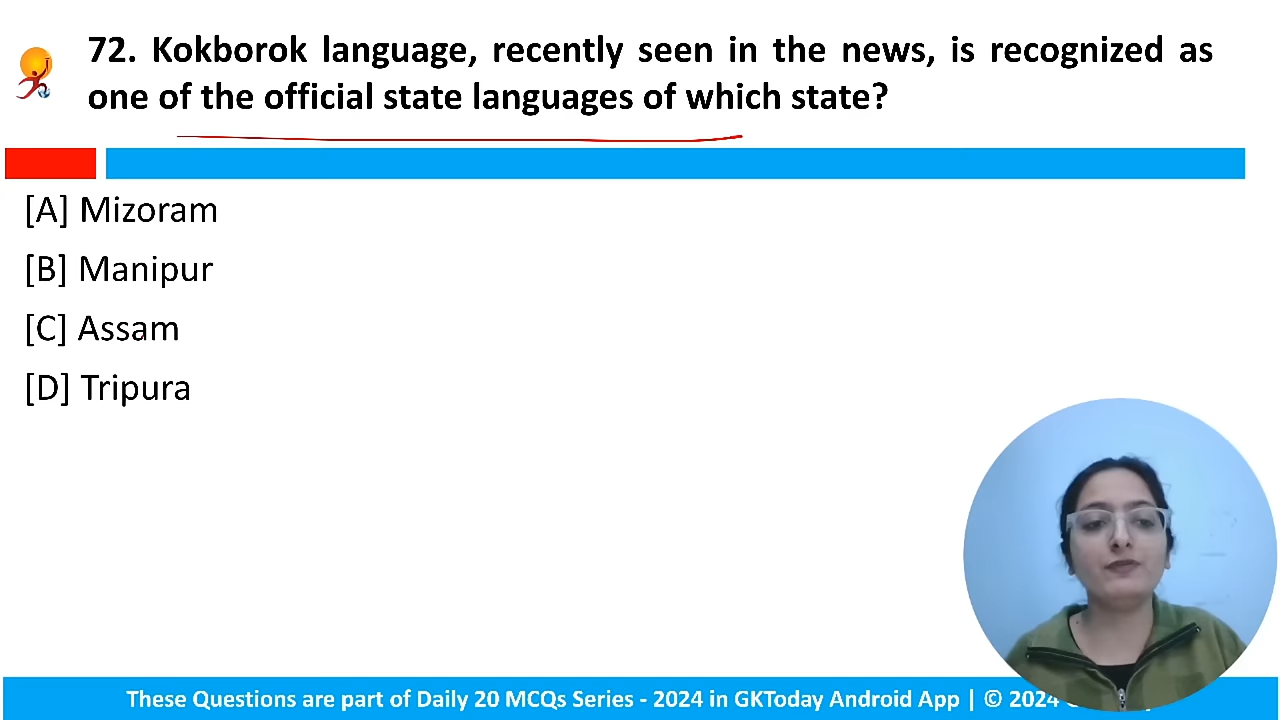 72. Kokborok language, recently seen in the news, is recognized as
one of the official state languages of which state?
[A] Mizoram
[B] Manipur
[C] Assam
[D] Tripura
These Questions are part of Daily 20 MCQs Series - 2024 in GKToday Android App | © 2024